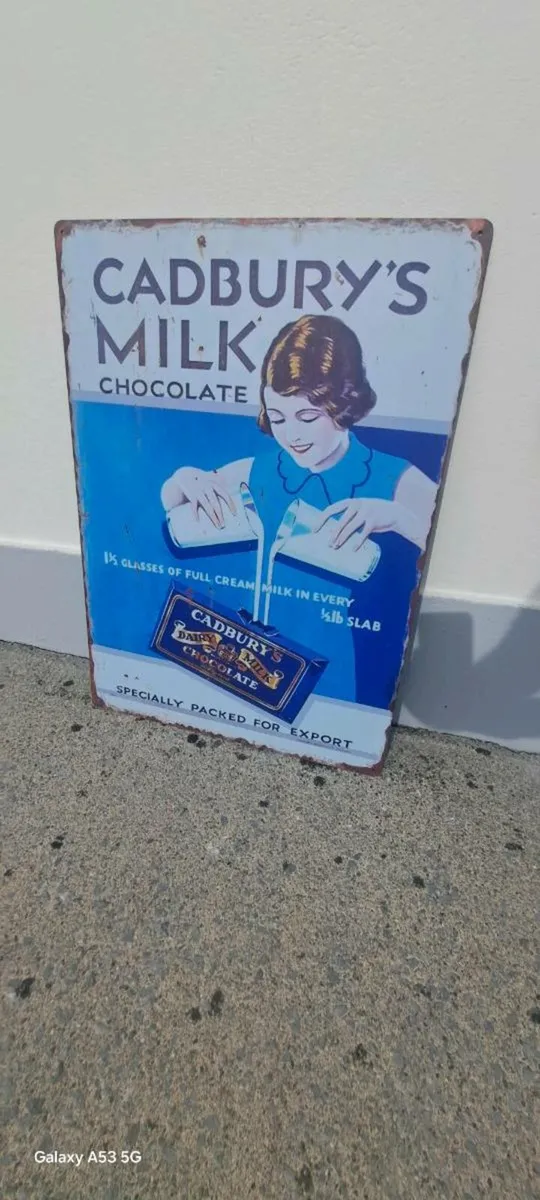 CADBURY'S
MILK
CHOCOLATE
1½ GLASSES OF FULL CREAM MILK IN EVERY
½lb SLAB
CADBURY'S
DAIRY MILK
CHOCOLATE
SPECIALLY PACKED FOR EXPORT
Galaxy A53 5G